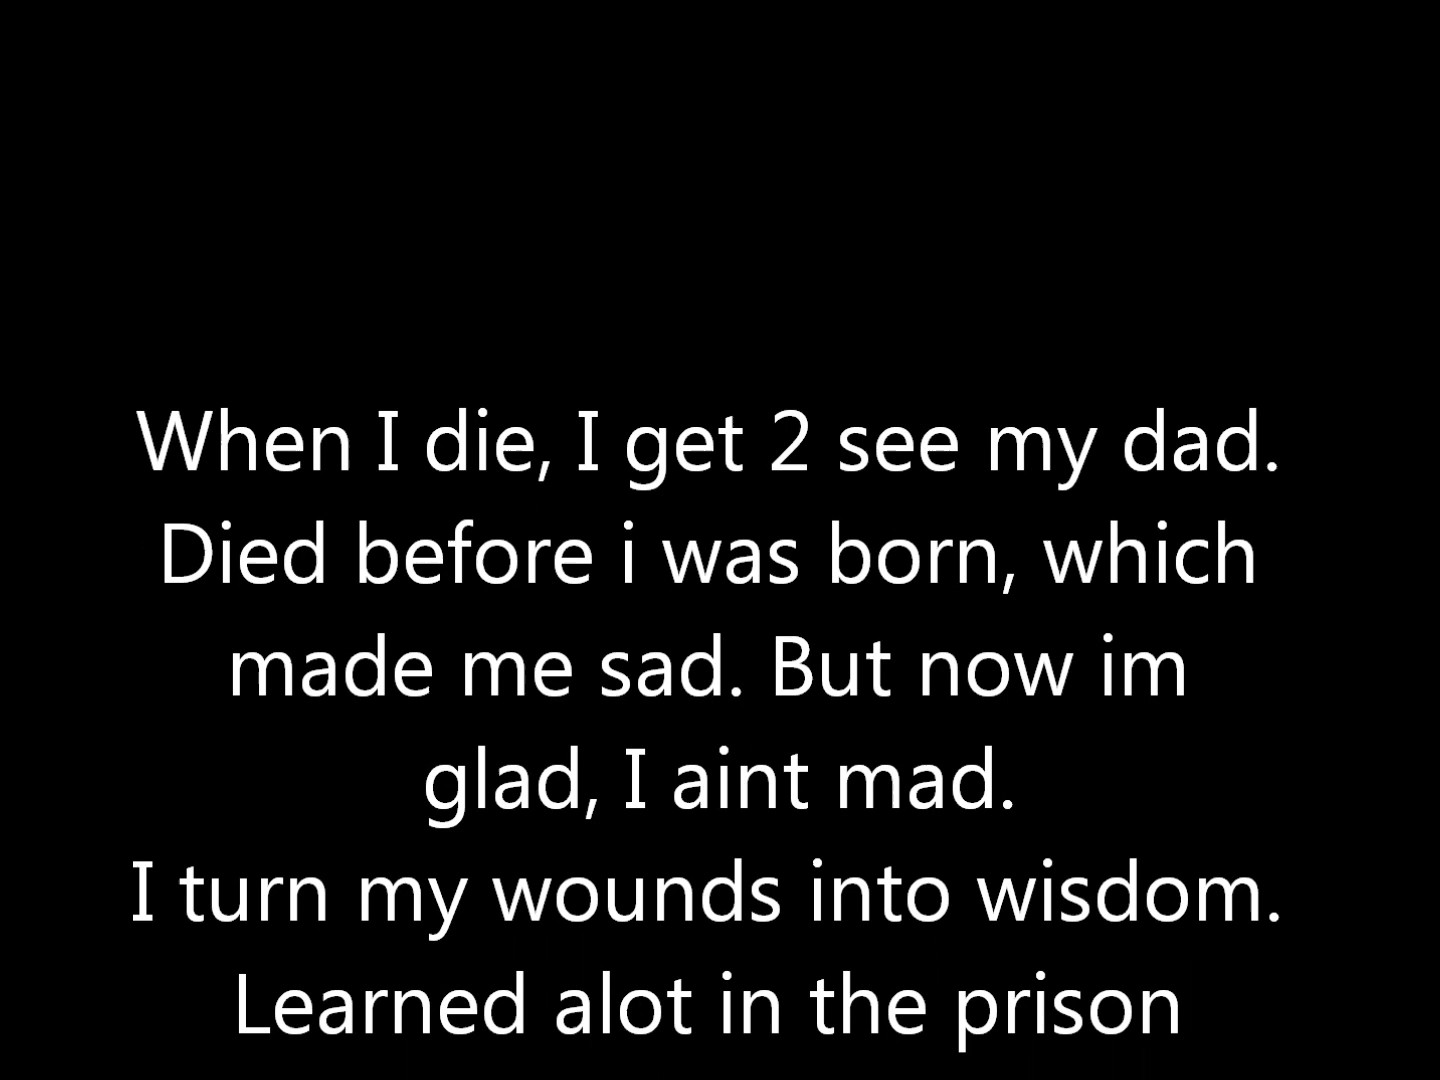 When I die, I get 2 see my dad.
Died before i was born, which
made me sad. But now im
glad, I aint mad.
I turn my wounds into wisdom.
Learned alot in the prison